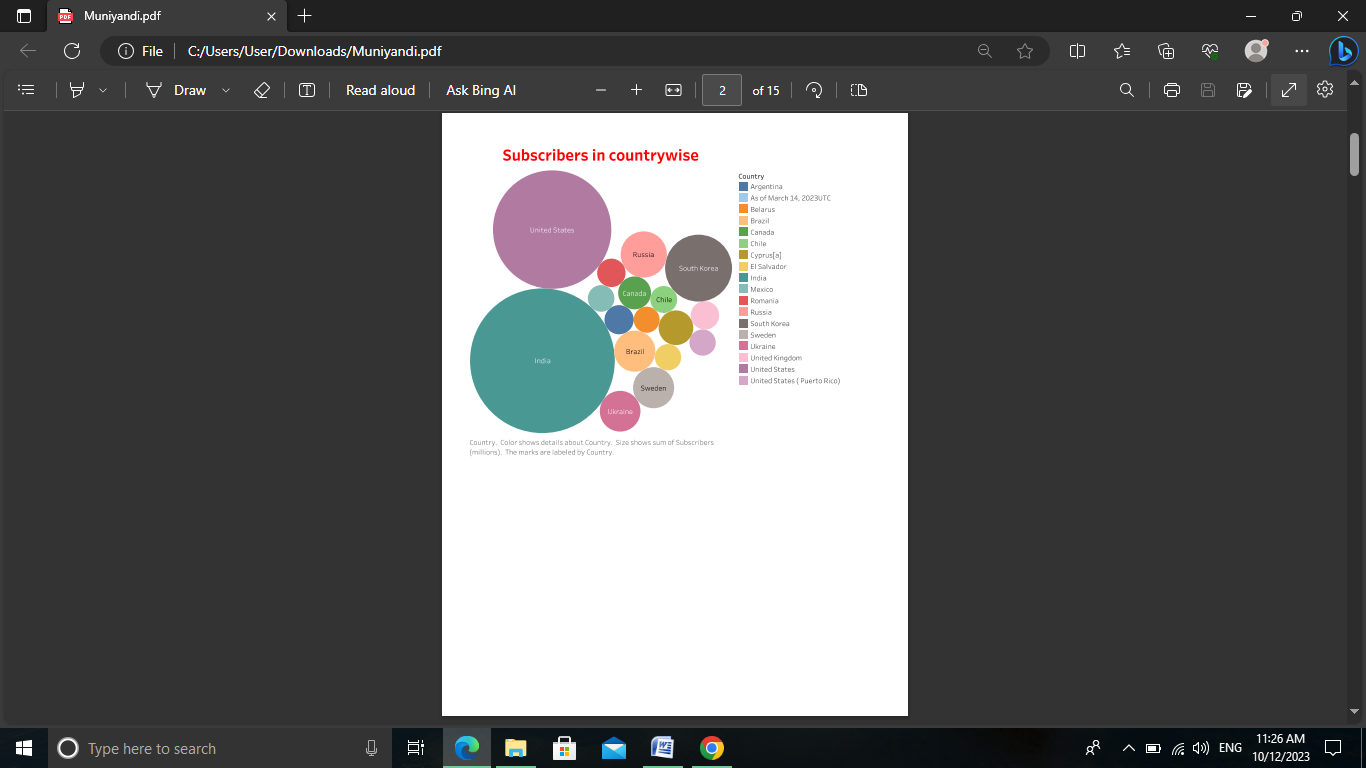 Muniyandi.pdf
File
C:/Users/User/Downloads/Muniyandi.pdf
Draw
Read aloud
Ask Bing AI
2
of 15
Subscribers in countrywise
United States
Russia
South Korea
Canada
Chile
India
Brazil
Sweden
Ukraine
Country
Argentina
As of March 14, 2023UTC
Belarus
Brazil
Canada
Chile
Cyprus[a]
El Salvador
India
Mexico
Romania
Russia
South Korea
Sweden
Ukraine
United Kingdom
United States
United States ( Puerto Rico)
Country. Color shows details about Country. Size shows sum of Subscribers
(millions). The marks are labeled by Country.
Type here to search
ENG
11:26 AM
10/12/2023